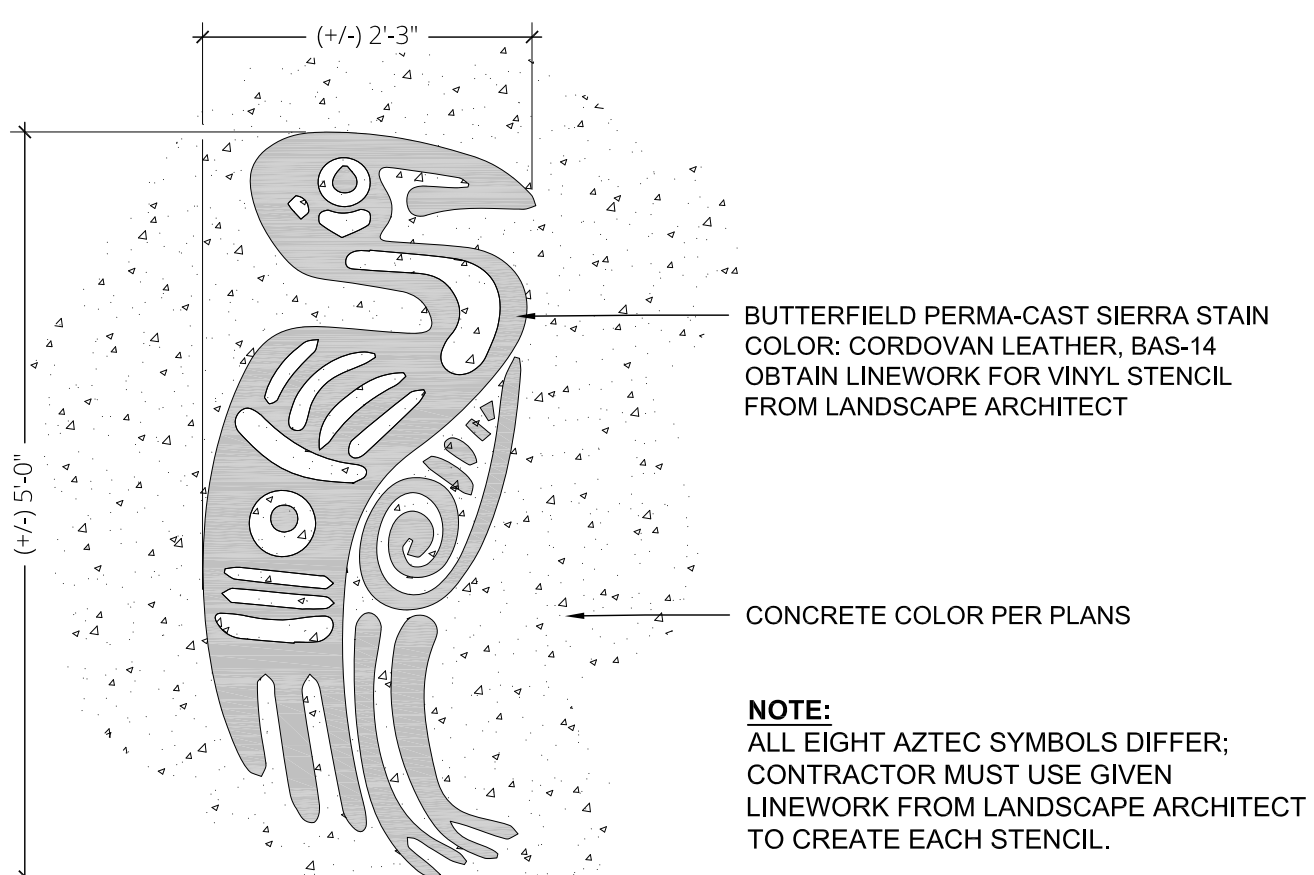 (+/-) 2'-3"
(+/-) 5'-0"
BUTTERFIELD PERMA-CAST SIERRA STAIN
COLOR: CORDOVAN LEATHER, BAS-14
OBTAIN LINEWORK FOR VINYL STENCIL
FROM LANDSCAPE ARCHITECT
CONCRETE COLOR PER PLANS
NOTE:
ALL EIGHT AZTEC SYMBOLS DIFFER;
CONTRACTOR MUST USE GIVEN
LINEWORK FROM LANDSCAPE ARCHITECT
TO CREATE EACH STENCIL.